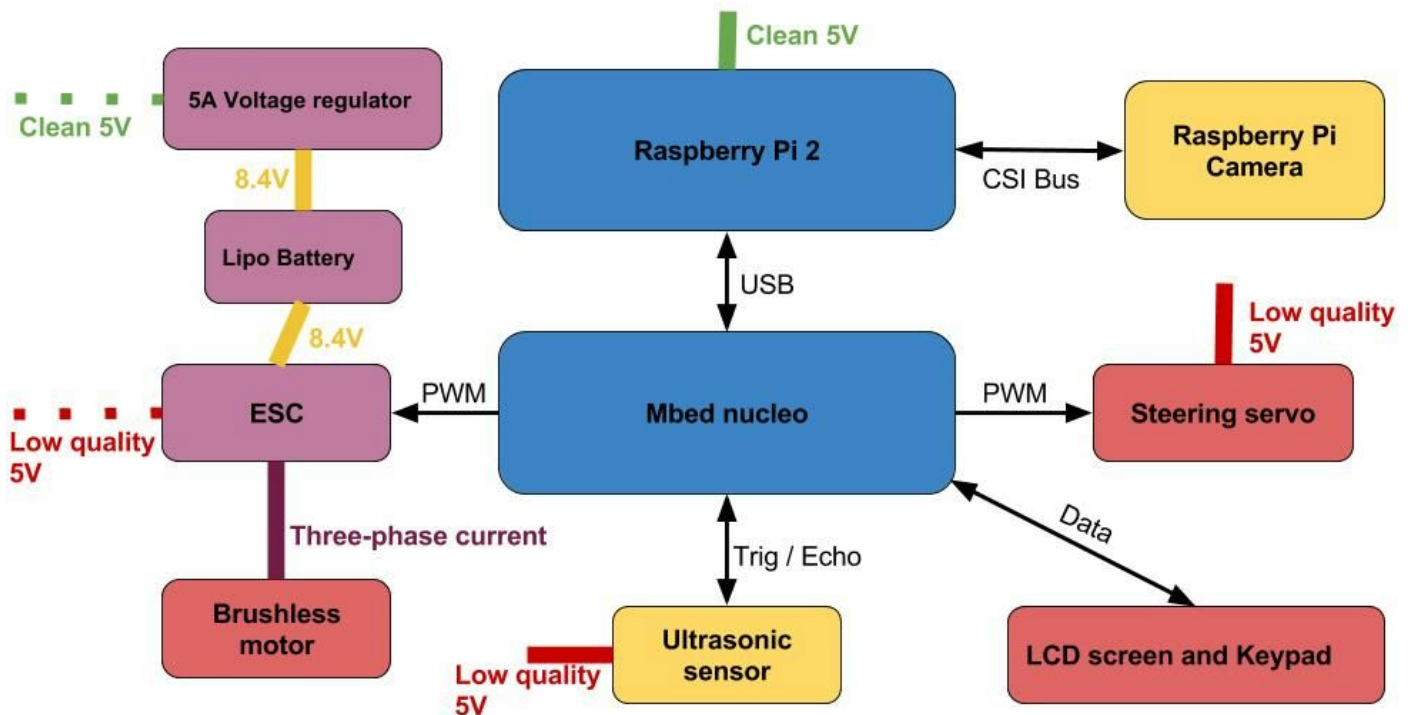 Clean 5V
5A Voltage regulator
Clean 5V
8.4V
Lipo Battery
8.4V
ESC
Low quality
5V
Three-phase current
Brushless
motor
Raspberry Pi 2
CSI Bus
Raspberry Pi
Camera
USB
PWM
Mbed nucleo
PWM
Low quality
5V
Steering servo
Trig / Echo
Data
Ultrasonic
sensor
Low quality
5V
LCD screen and Keypad